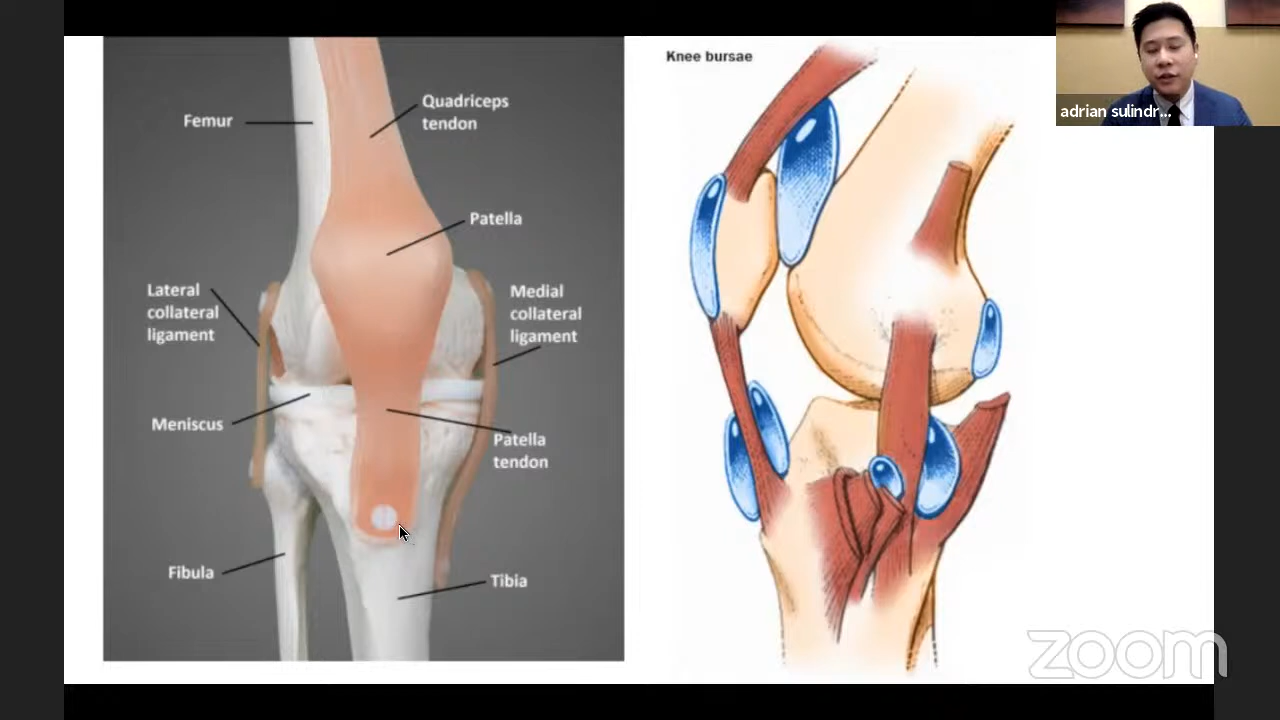 Knee bursae
adrian sulindr...
Quadriceps
tendon
Femur
Patella
Lateral
collateral
ligament
Medial
collateral
ligament
Meniscus
Patella
tendon
Fibula
Tibia
zoom